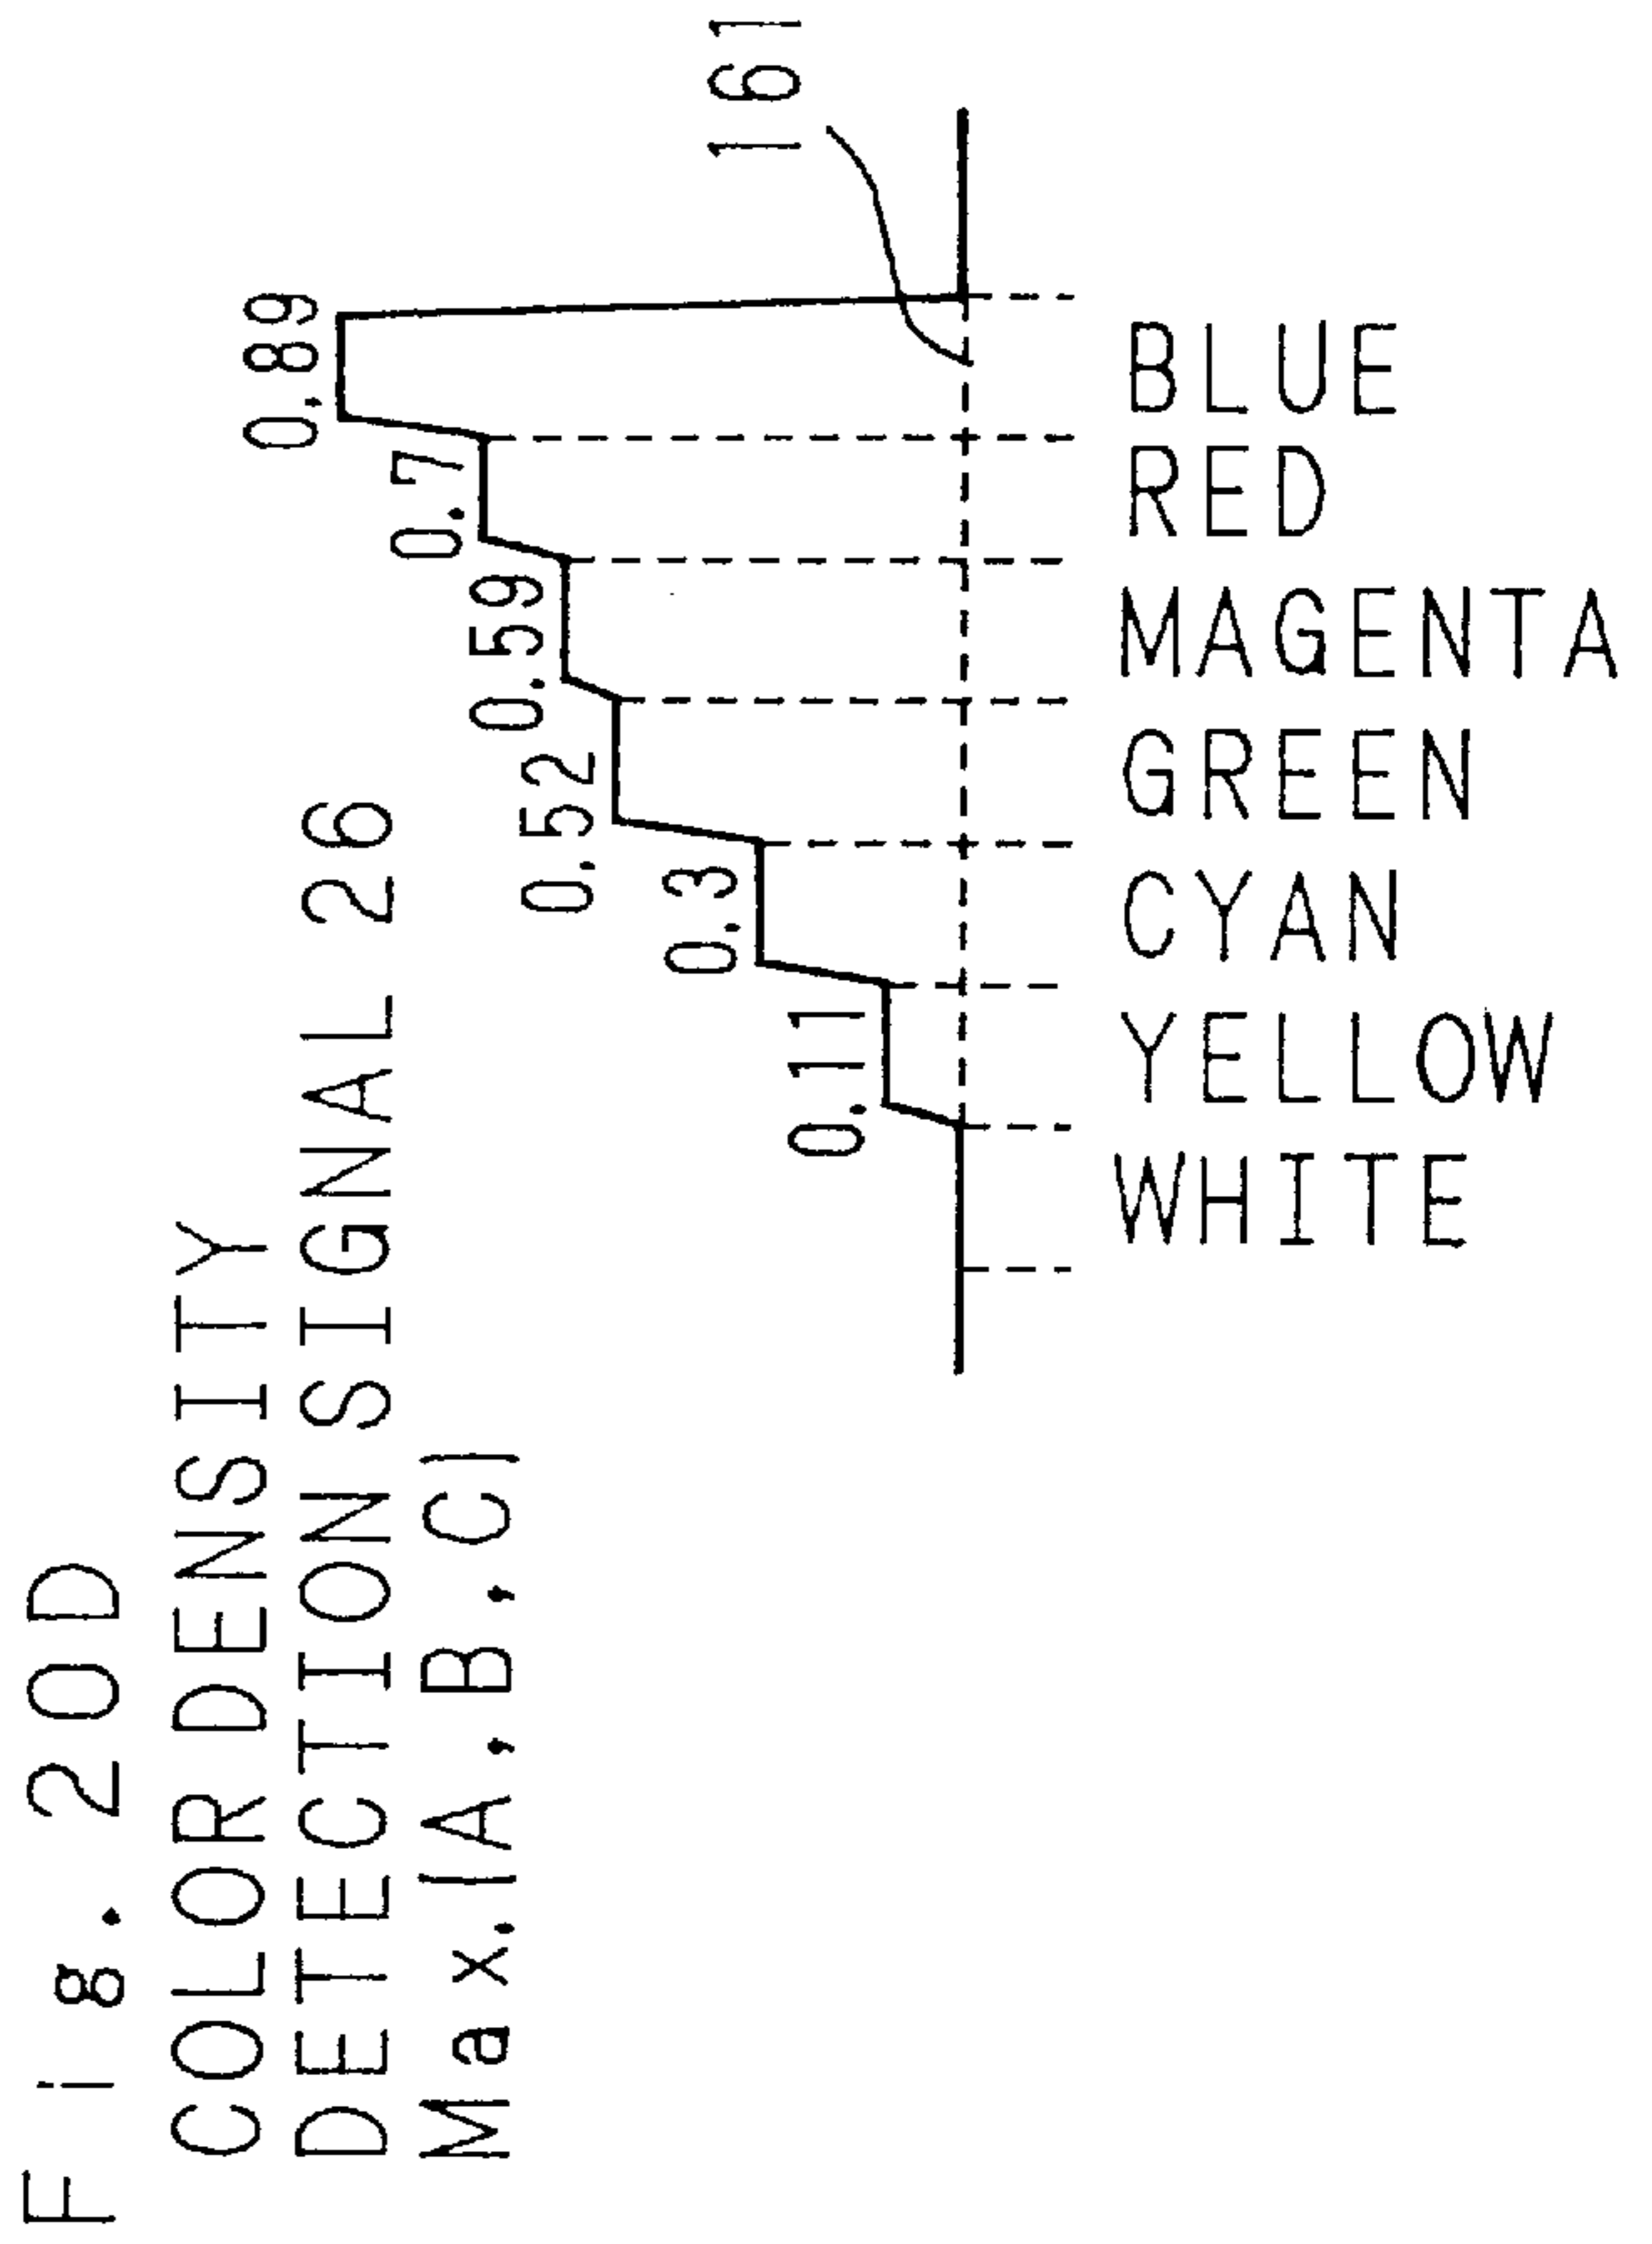 Fig. 20D
COLOR DENSITY
DETECTION SIGNAL 26
Max.(A,B,C)
0.89
0.7
0.59
0.52
0.3
0.11
161
WHITE
YELLOW
CYAN
GREEN
MAGENTA
RED
BLUE